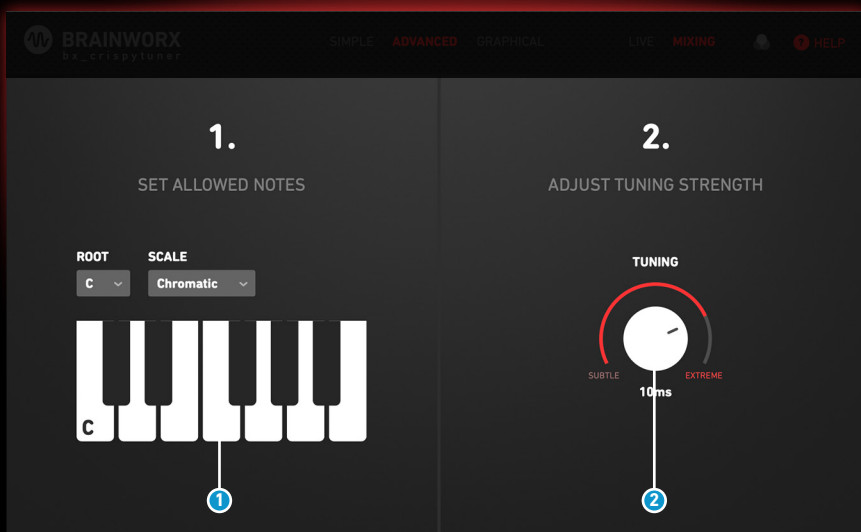 BRAINWORX
bx_crispytuner
SIMPLE ADVANCED GRAPHICAL LIVE MIXING ? HELP
1.
SET ALLOWED NOTES
ROOT SCALE
C Chromatic
C
1
2.
ADJUST TUNING STRENGTH
TUNING
SUBTLE EXTREME
10ms
2